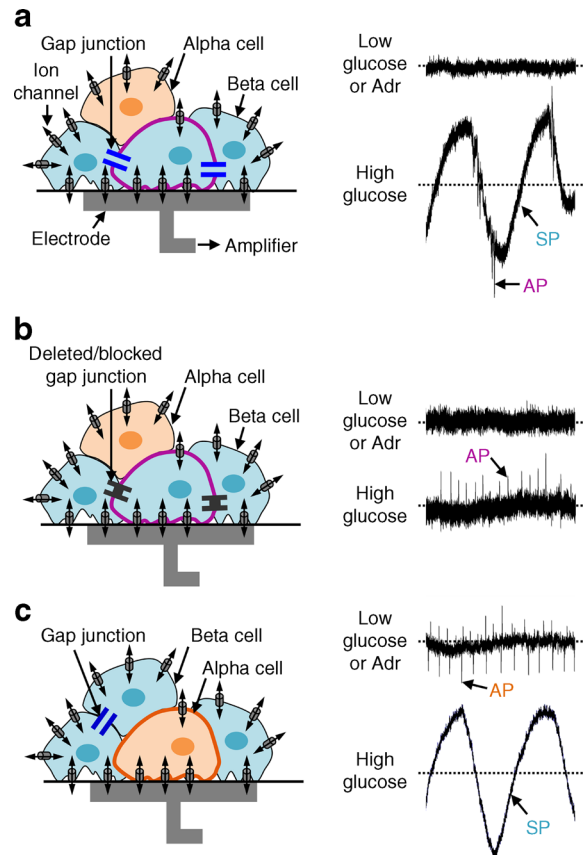 a
Gap junction
Alpha cell
Ion
channel
Beta cell
Electrode
Amplifier
Low
glucose
or Adr
High
glucose
SP
AP
b
Deleted/blocked
gap junction
Alpha cell
Beta cell
Low
glucose
or Adr
AP
High
glucose
c
Gap junction
Beta cell
Alpha cell
Low
glucose
or Adr
AP
High
glucose
SP